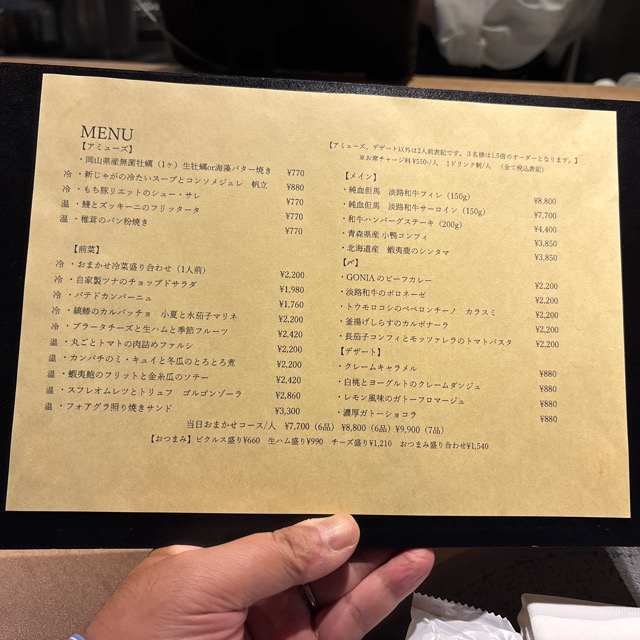 MENU
【アミューズ】
・岡山県産無菌牡蠣（1ヶ）生牡蠣or海藻バター焼き ¥770
冷 ・新じゃがの冷たいスープとコンソメジュレ 帆立 ¥880
冷 ・もち豚リエットのシュー・サレ ¥770
温 ・鰻とズッキーニのフリッタータ ¥770
温 ・椎茸のパン粉焼き ¥770
【前菜】
冷 ・おまかせ冷菜盛り合わせ（1人前） ¥2,200
冷 ・自家製ツナのチョップドサラダ ¥1,980
冷 ・パテドカンパーニュ ¥1,760
冷 ・縞鯵のカルパッチョ 小夏と水茄子マリネ ¥2,200
冷 ・ブラータチーズと生ハムと季節フルーツ ¥2,420
温 ・丸ごとトマトの肉詰めファルシ ¥2,200
温 ・カンパチのミ・キュイと冬瓜のとろとろ煮 ¥2,200
温 ・蝦夷鮑のフリットと金糸瓜のソテー ¥2,420
温 ・スフレオムレツとトリュフ ゴルゴンゾーラ ¥2,860
温 ・フォアグラ照り焼きサンド ¥3,300
【アミューズ、デザート以外は2人前表記です。３名様は1.5倍のオーダーとなります。】
※お席チャージ料¥550-/人 1ドリンク制/人 （全て税込表記）
【メイン】
・純血但馬 淡路和牛フィレ（150g） ¥8,800
・純血但馬 淡路和牛サーロイン（150g） ¥7,700
・和牛ハンバーグステーキ（200g） ¥4,400
・青森県産 小鴨コンフィ ¥3,850
・北海道産 蝦夷鹿のシンタマ ¥3,850
【〆】
・GONIAのビーフカレー ¥2,200
・淡路和牛のボロネーゼ ¥2,200
・トウモロコシのペペロンチーノ カラスミ ¥2,200
・釜揚げしらすのカルボナーラ ¥2,200
・長茄子コンフィとモッツァレラのトマトパスタ ¥2,200
【デザート】
・クレームキャラメル ¥880
・白桃とヨーグルトのクレームダンジュ ¥880
・レモン風味のガトーフロマージュ ¥880
・濃厚ガトーショコラ ¥880
当日おまかせコース/人 ¥7,700（6品） ¥8,800（6品）¥9,900（7品）
【おつまみ】ピクルス盛り¥660 生ハム盛り¥990 チーズ盛り¥1,210 おつまみ盛り合わせ¥1,540